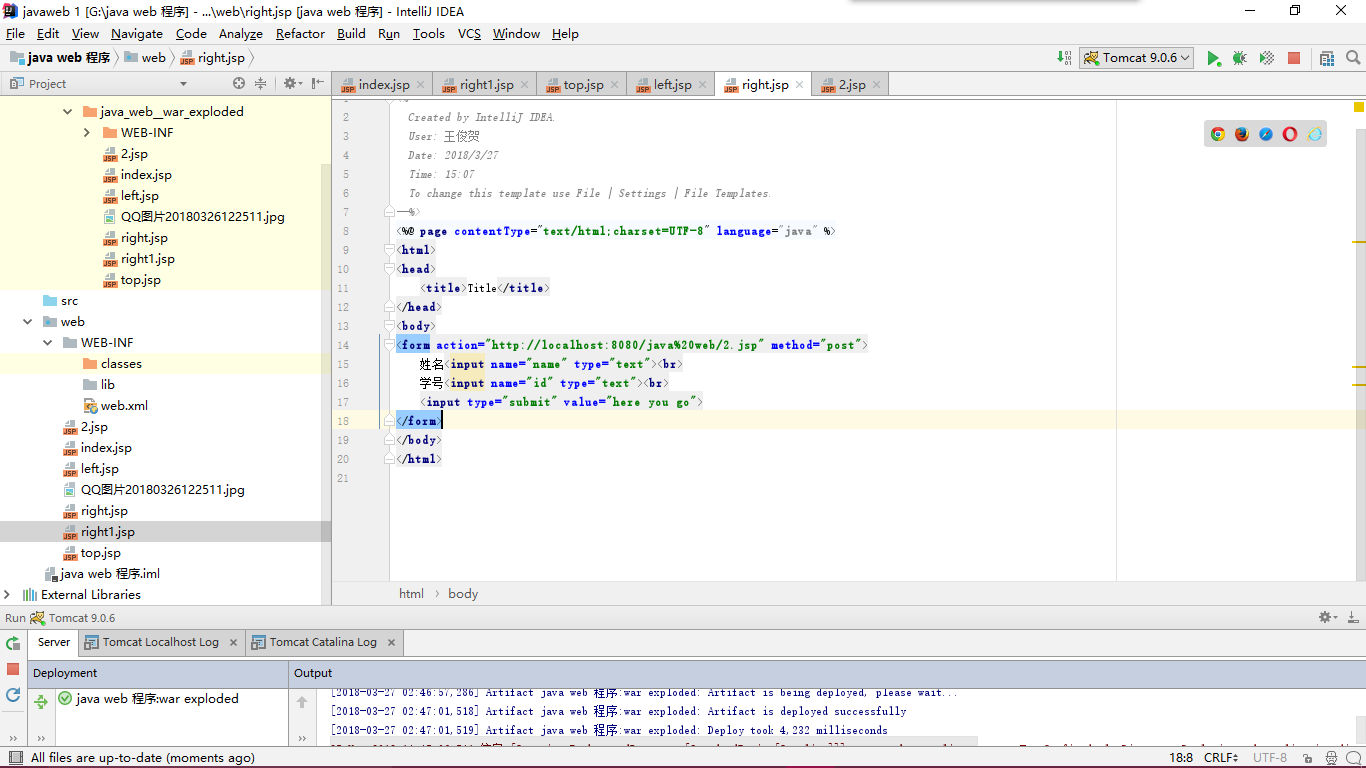 javaweb 1 [G:\java web 程序] - ...\web\right.jsp [java web 程序] - IntelliJ IDEA
File Edit View Navigate Code Analyze Refactor Build Run Tools VCS Window Help
java web 程序 web right.jsp Tomcat 9.0.6
Project
index.jsp right1.jsp top.jsp left.jsp right.jsp 2.jsp
java_web__war_exploded
WEB-INF
2.jsp
index.jsp
left.jsp
QQ图片20180326122511.jpg
right.jsp
right1.jsp
top.jsp
src
web
WEB-INF
classes
lib
web.xml
2.jsp
index.jsp
left.jsp
QQ图片20180326122511.jpg
right.jsp
right1.jsp
top.jsp
java web 程序.iml
External Libraries
2 Created by IntelliJ IDEA.
3 User: 王俊贺
4 Date: 2018/3/27
5 Time: 15:07
6 To change this template use File | Settings | File Templates.
7 --%>
8 <%@ page contentType="text/html;charset=UTF-8" language="java" %>
9 <html>
10 <head>
11 <title>Title</title>
12 </head>
13 <body>
14 <form action="http://localhost:8080/java%20web/2.jsp" method="post">
15 姓名<input name="name" type="text"><br>
16 学号<input name="id" type="text"><br>
17 <input type="submit" value="here you go">
18 </form>
19 </body>
20 </html>
21
html body
Run Tomcat 9.0.6
Server Tomcat Localhost Log Tomcat Catalina Log
Deployment Output
java web 程序:war exploded
[2018-03-27 02:46:57,286] Artifact java web 程序:war exploded: Artifact is being deployed, please wait...
[2018-03-27 02:47:01,518] Artifact java web 程序:war exploded: Artifact is deployed successfully
[2018-03-27 02:47:01,519] Artifact java web 程序:war exploded: Deploy took 4,232 milliseconds
All files are up-to-date (moments ago) 18:8 CRLF UTF-8